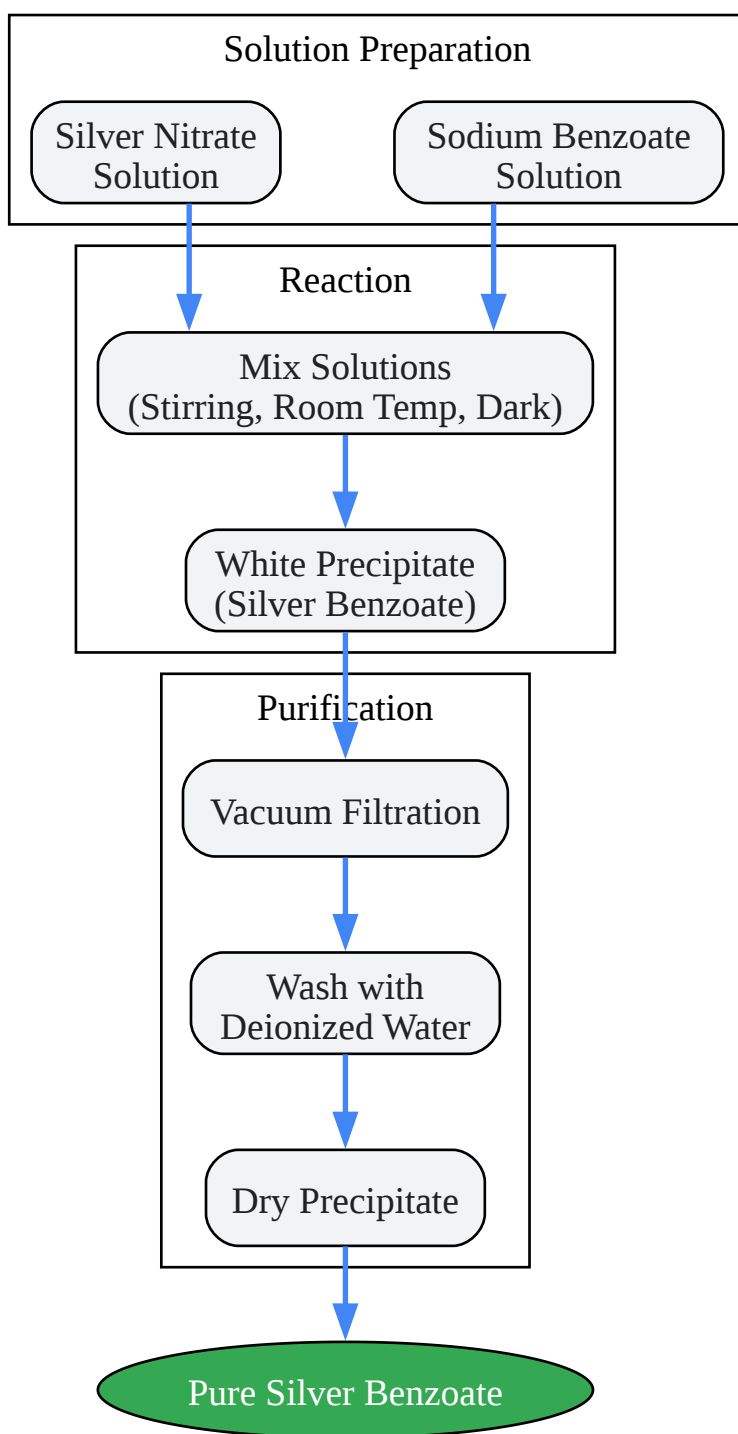 Solution Preparation
Silver Nitrate
Solution
Sodium Benzoate
Solution
Reaction
Mix Solutions
(Stirring, Room Temp, Dark)
White Precipitate
(Silver Benzoate)
Purification
Vacuum Filtration
Wash with
Deionized Water
Dry Precipitate
Pure Silver Benzoate